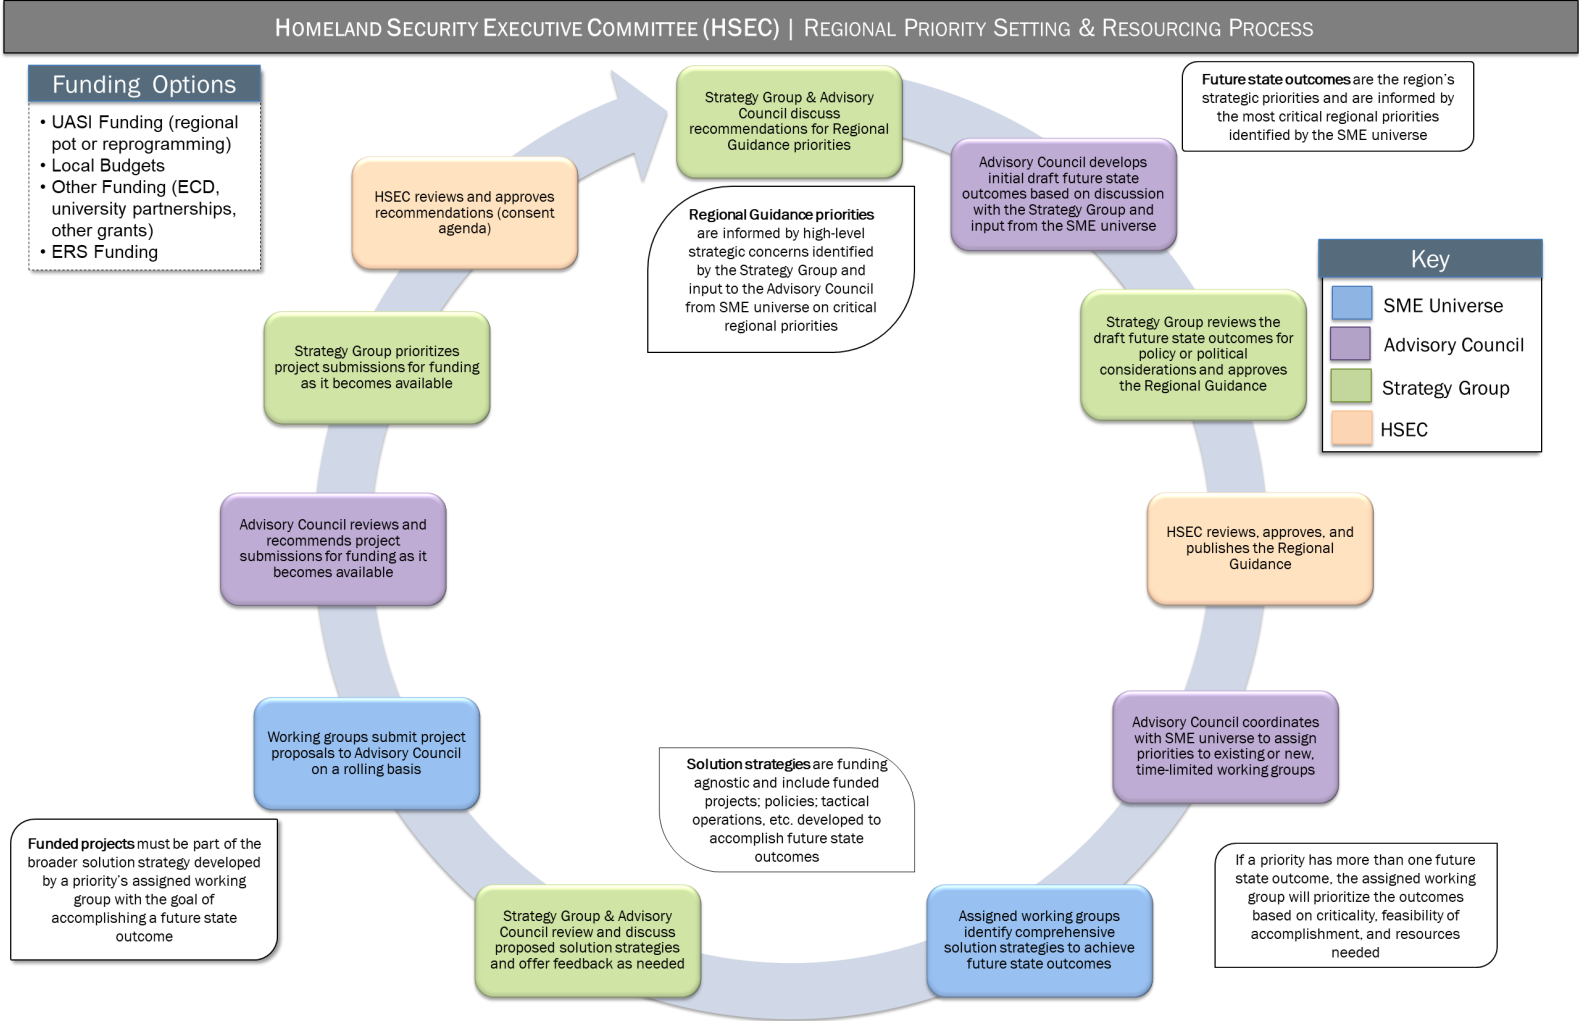 HOMELAND SECURITY EXECUTIVE COMMITTEE (HSEC) | REGIONAL PRIORITY SETTING & RESOURCING PROCESS
Funding Options
• UASI Funding (regional
pot or reprogramming)
• Local Budgets
• Other Funding (ECD,
university partnerships,
other grants)
• ERS Funding
Strategy Group & Advisory
Council discuss
recommendations for Regional
Guidance priorities
Future state outcomes are the region's
strategic priorities and are informed by
the most critical regional priorities
identified by the SME universe
Advisory Council develops
initial draft future state
outcomes based on discussion
with the Strategy Group and
input from the SME universe
Regional Guidance priorities
are informed by high-level
strategic concerns identified
by the Strategy Group and
input to the Advisory Council
from SME universe on critical
regional priorities
Key
SME Universe
Advisory Council
Strategy Group
HSEC
Strategy Group reviews the
draft future state outcomes for
policy or political
considerations and approves
the Regional Guidance
HSEC reviews, approves, and
publishes the Regional
Guidance
Advisory Council coordinates
with SME universe to assign
priorities to existing or new,
time-limited working groups
If a priority has more than one future
state outcome, the assigned working
group will prioritize the outcomes
based on criticality, feasibility of
accomplishment, and resources
needed
Assigned working groups
identify comprehensive
solution strategies to achieve
future state outcomes
Solution strategies are funding
agnostic and include funded
projects; policies; tactical
operations, etc. developed to
accomplish future state
outcomes
Strategy Group & Advisory
Council review and discuss
proposed solution strategies
and offer feedback as needed
Working groups submit project
proposals to Advisory Council
on a rolling basis
Funded projects must be part of the
broader solution strategy developed
by a priority's assigned working
group with the goal of
accomplishing a future state
outcome
Advisory Council reviews and
recommends project
submissions for funding as it
becomes available
Strategy Group prioritizes
project submissions for funding
as it becomes available
HSEC reviews and approves
recommendations (consent
agenda)